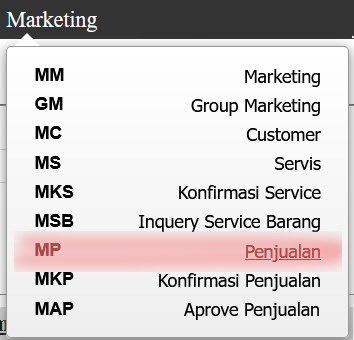 Marketing
MM Marketing
GM Group Marketing
MC Customer
MS Servis
MKS Konfirmasi Service
MSB Inquery Service Barang
MP Penjualan
MKP Konfirmasi Penjualan
MAP Aprove Penjualan